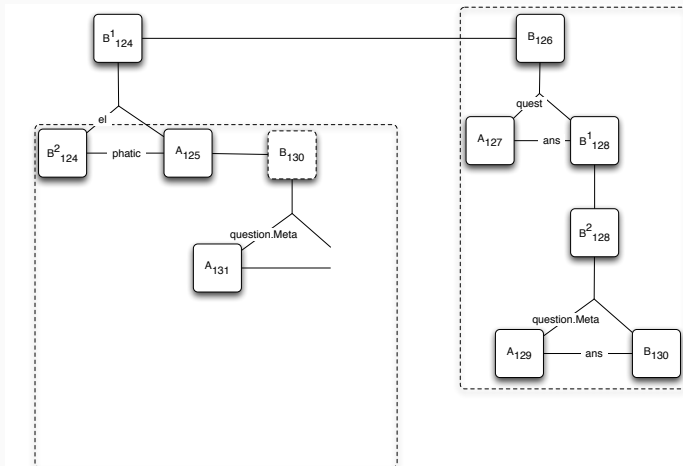 B¹₁₂₄
B₁₂₆
quest
el
A₁₂₇
ans
B¹₁₂₈
B²₁₂₄
phatic
A₁₂₅
B₁₃₀
B²₁₂₈
question.Meta
A₁₃₁
question.Meta
A₁₂₉
ans
B₁₃₀